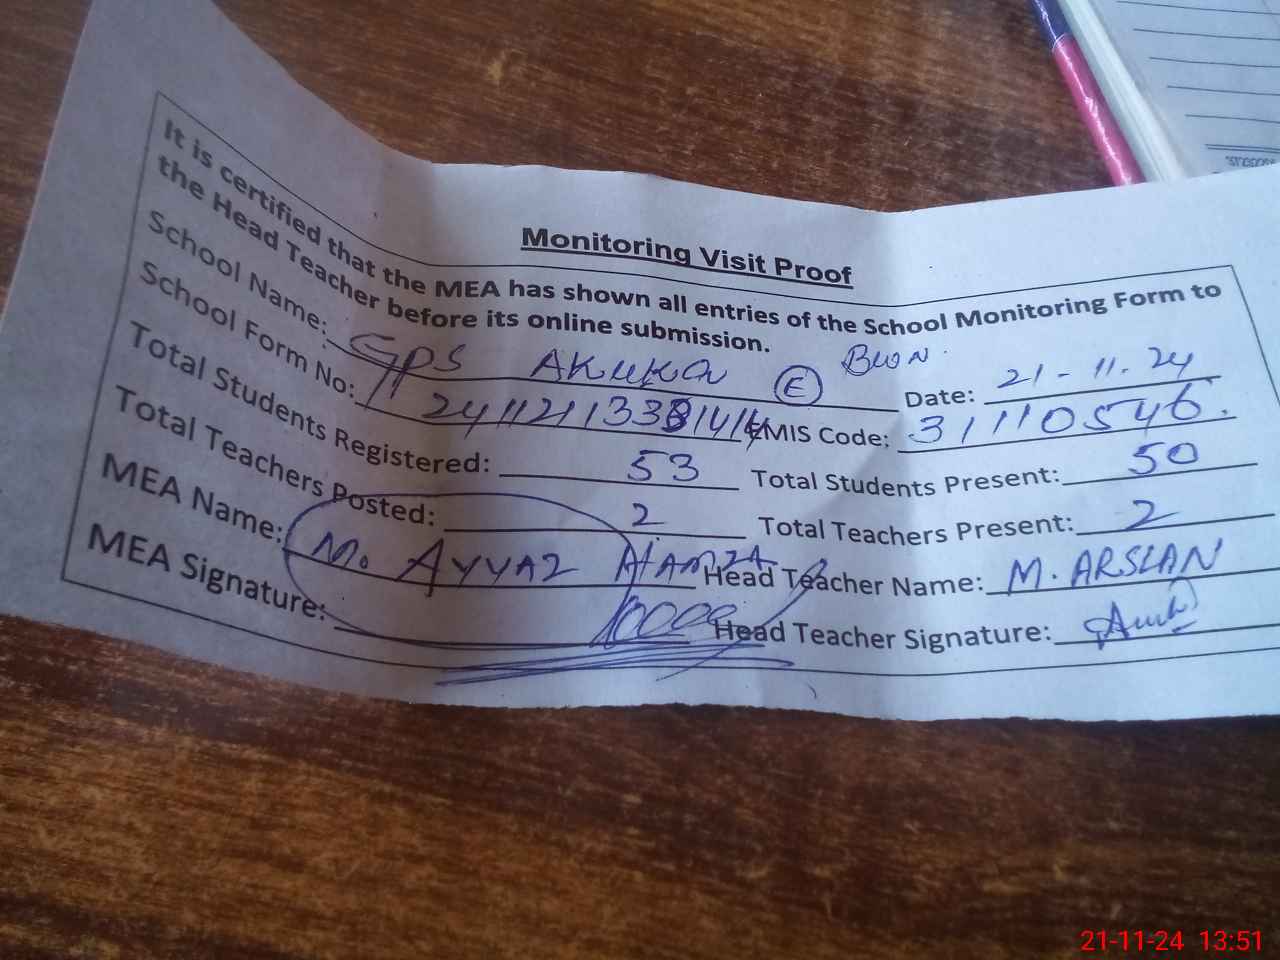 Monitoring Visit Proof
It is certified that the MEA has shown all entries of the School Monitoring Form to
the Head Teacher before its online submission.
School Name: GPS AKUKA (E) Date: 21-11-24
School Form No: EMIS Code: 31110546.
Total Students Registered: 53 Total Students Present: 50
Total Teachers Posted: 2 Total Teachers Present: 2
MEA Name: M. AYYAZ HAMZA Head Teacher Name: M. ARSLAN
MEA Signature: Head Teacher Signature:
21-11-24 13:51